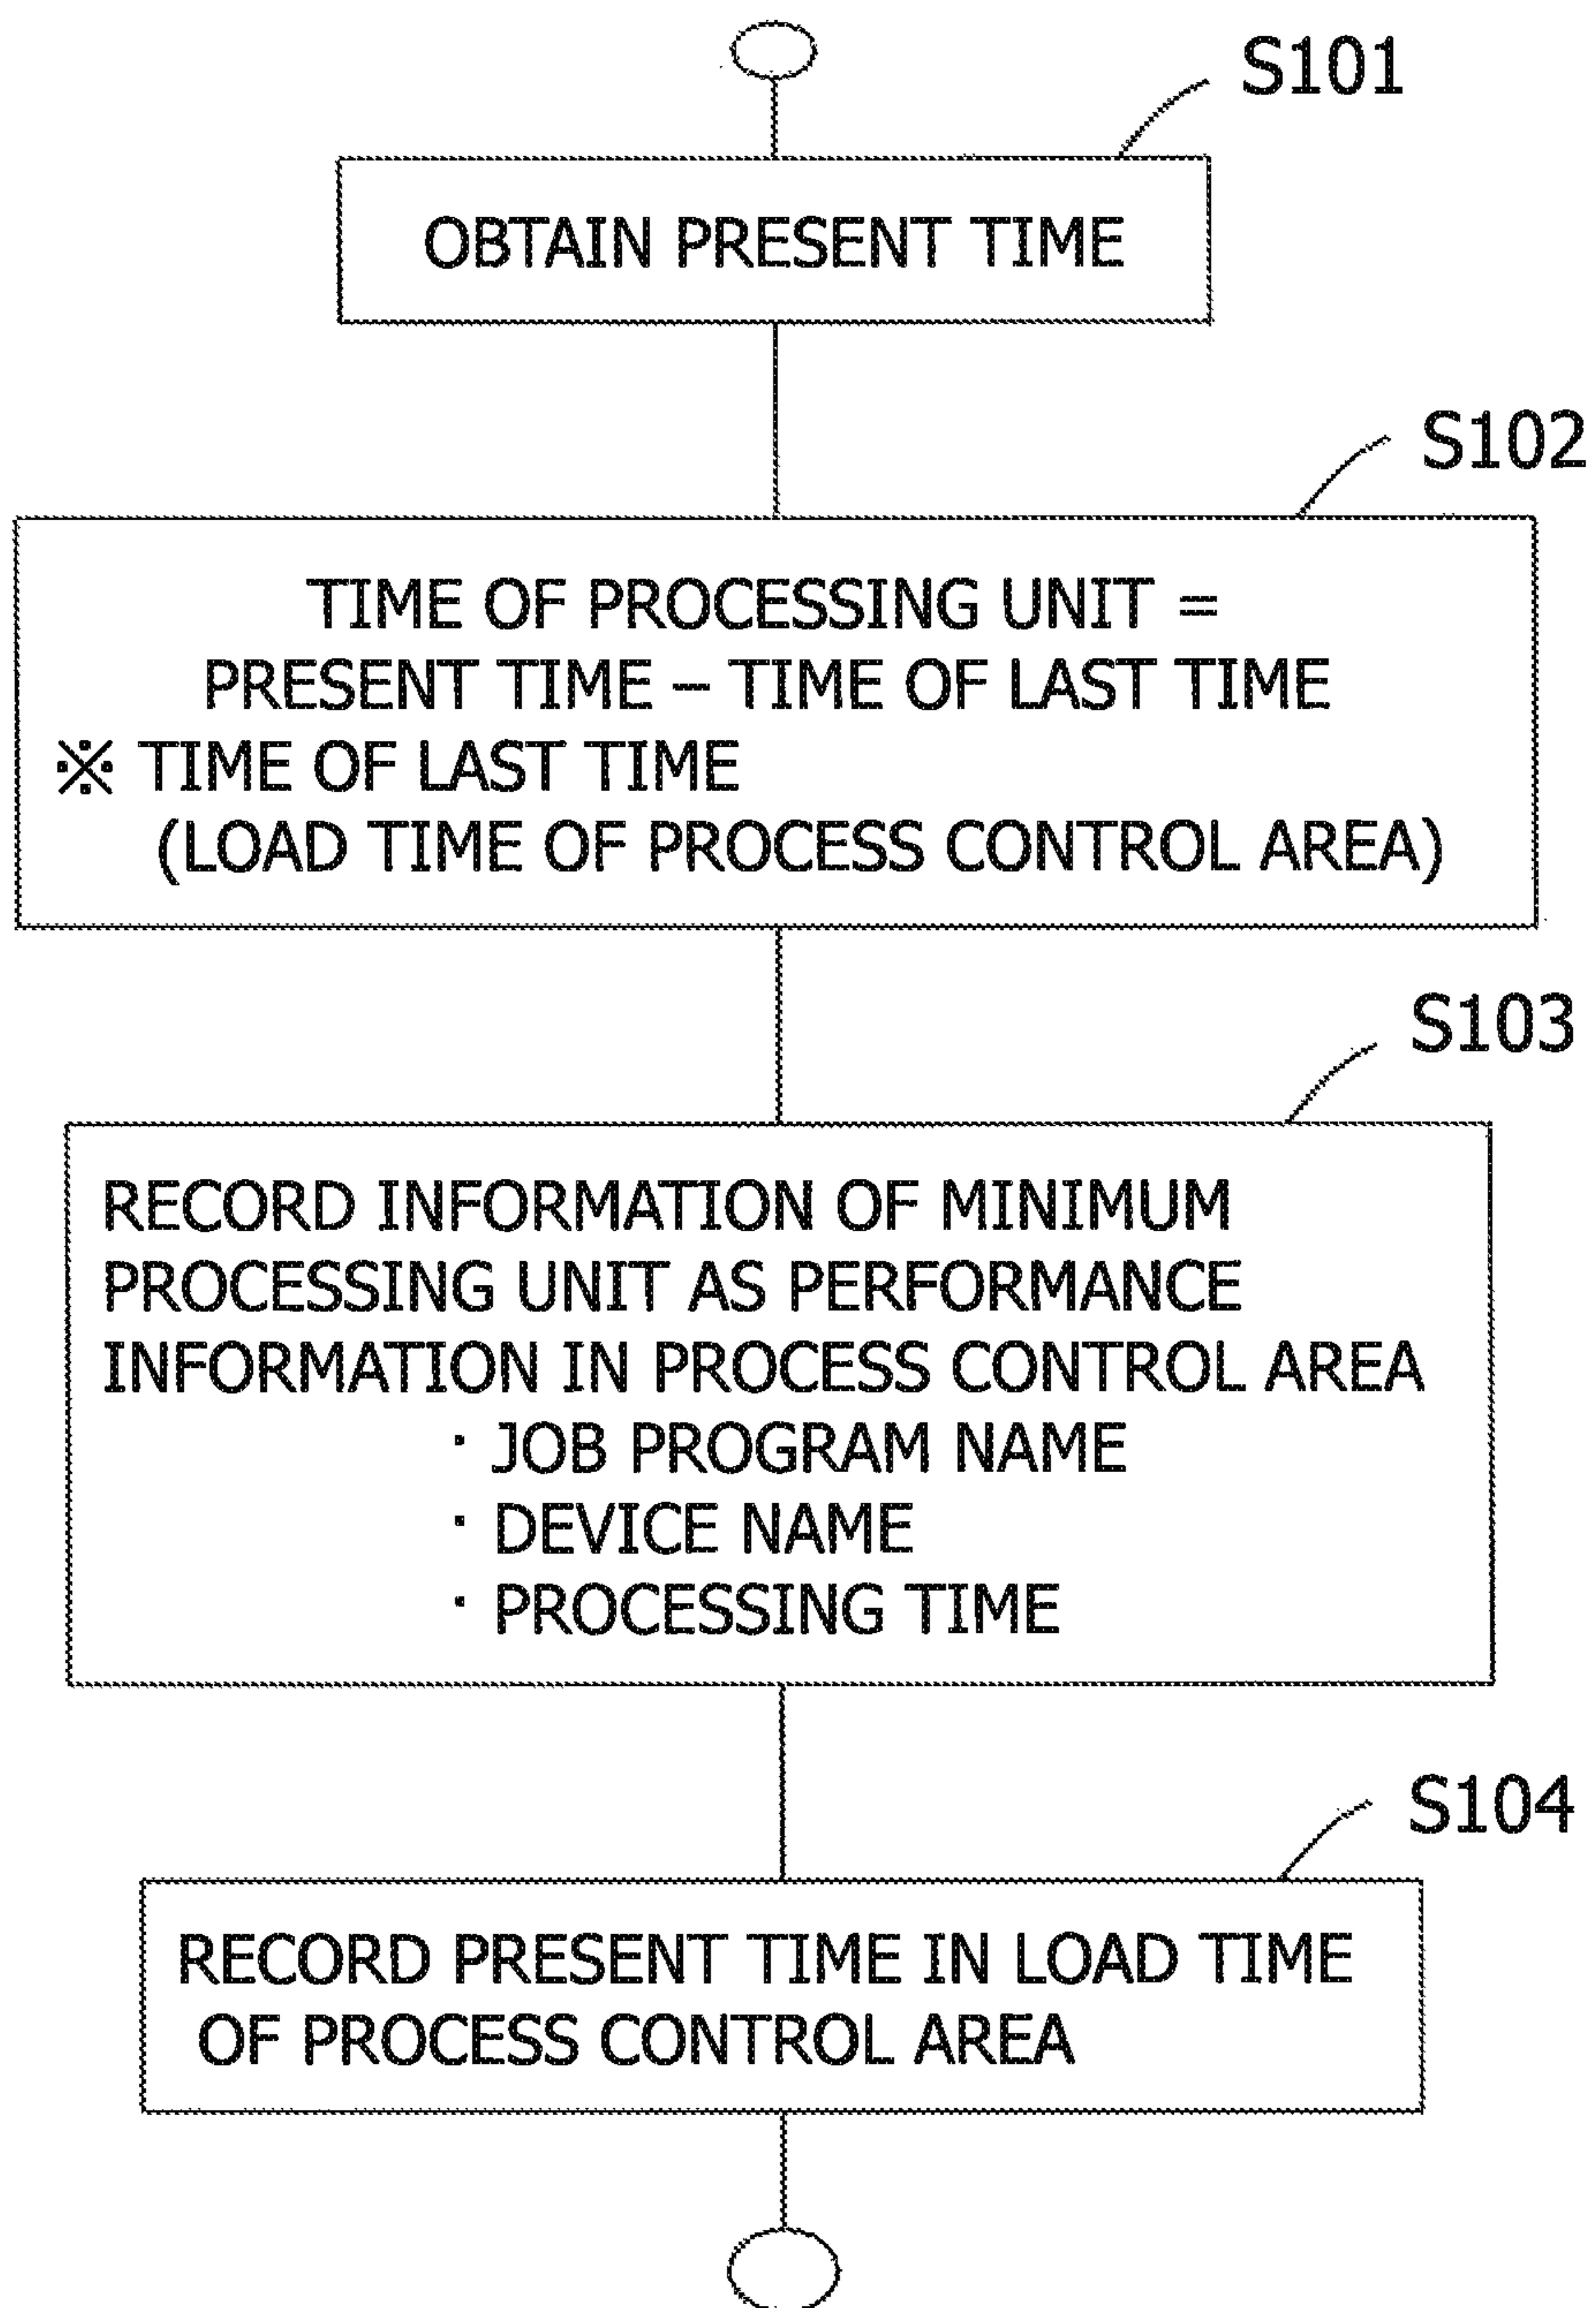 S101
OBTAIN PRESENT TIME
S102
TIME OF PROCESSING UNIT =
PRESENT TIME – TIME OF LAST TIME
※ TIME OF LAST TIME
(LOAD TIME OF PROCESS CONTROL AREA)
S103
RECORD INFORMATION OF MINIMUM
PROCESSING UNIT AS PERFORMANCE
INFORMATION IN PROCESS CONTROL AREA
· JOB PROGRAM NAME
· DEVICE NAME
· PROCESSING TIME
S104
RECORD PRESENT TIME IN LOAD TIME
OF PROCESS CONTROL AREA